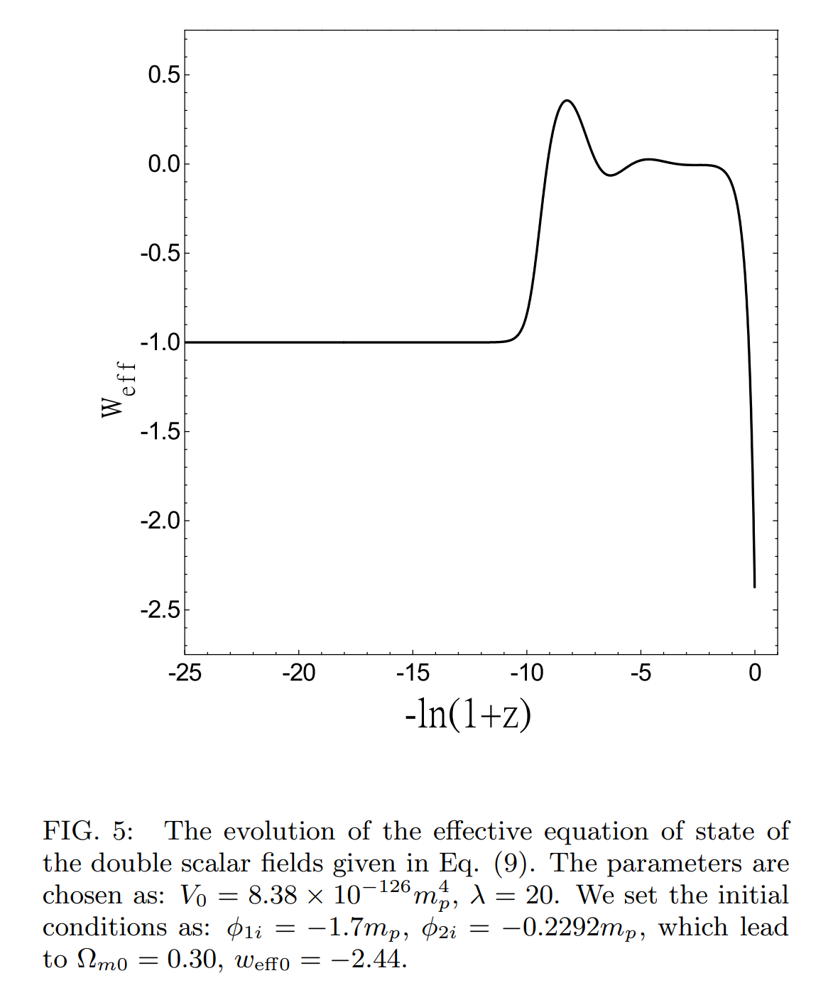 0.5
0.0
-0.5
-1.0
-1.5
-2.0
-2.5
W_eff
-25 -20 -15 -10 -5 0
-ln(1+z)
FIG. 5: The evolution of the effective equation of state of
the double scalar fields given in Eq. (9). The parameters are
chosen as: V₀ = 8.38 × 10⁻¹²⁶m_p⁴, λ = 20. We set the initial
conditions as: ϕ₁ᵢ = −1.7mₚ, ϕ₂ᵢ = −0.2292mₚ, which lead
to Ωₘ₀ = 0.30, w_eff0 = −2.44.